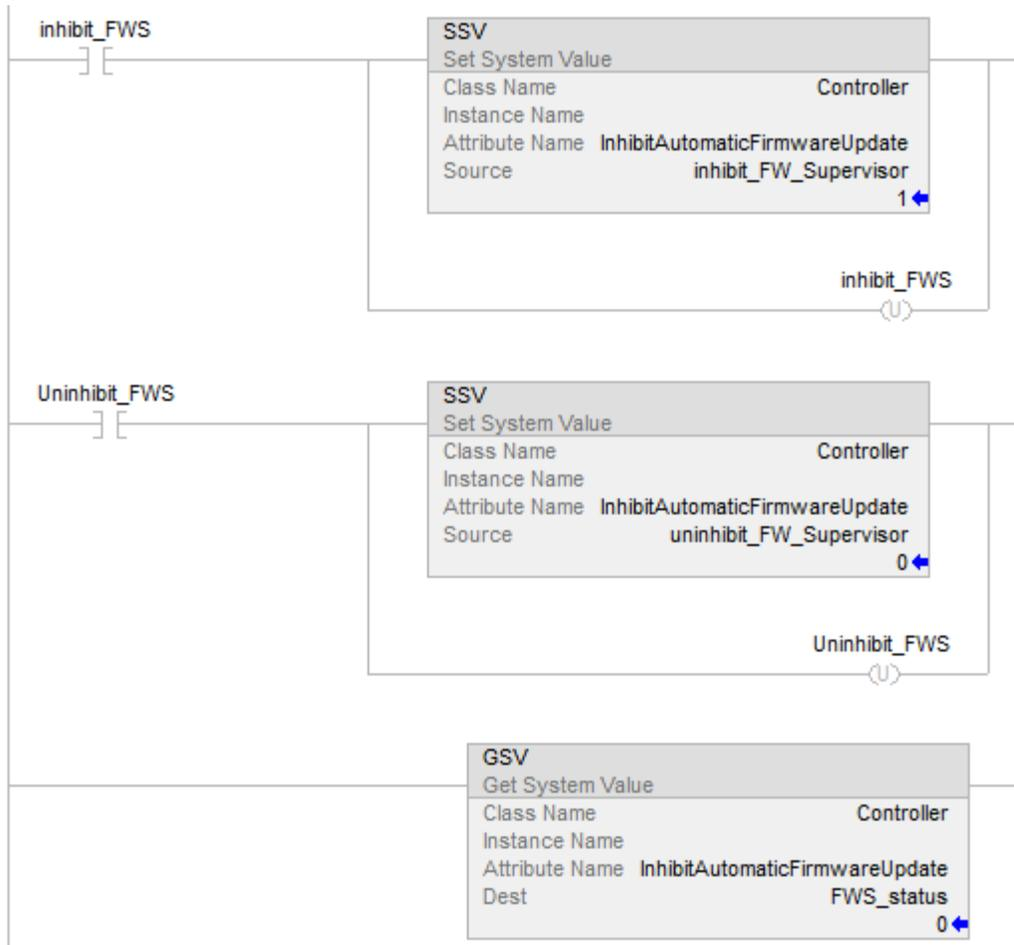 inhibit_FWS
SSV
Set System Value
Class Name Controller
Instance Name
Attribute Name InhibitAutomaticFirmwareUpdate
Source inhibit_FW_Supervisor
1
inhibit_FWS
(U)
Uninhibit_FWS
SSV
Set System Value
Class Name Controller
Instance Name
Attribute Name InhibitAutomaticFirmwareUpdate
Source uninhibit_FW_Supervisor
0
Uninhibit_FWS
(U)
GSV
Get System Value
Class Name Controller
Instance Name
Attribute Name InhibitAutomaticFirmwareUpdate
Dest FWS_status
0